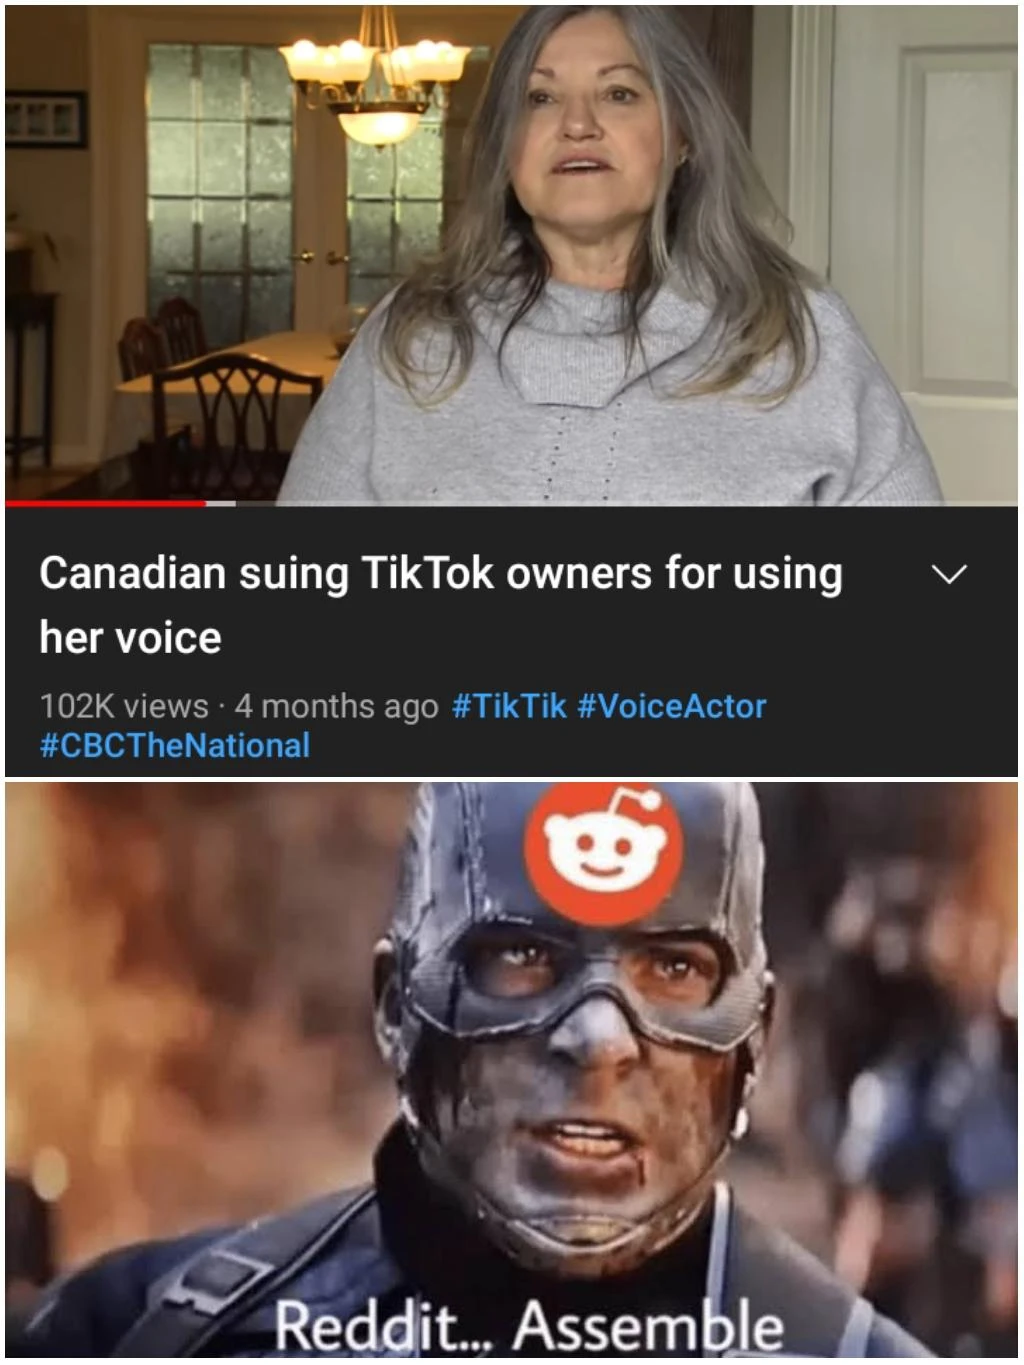 Canadian suing TikTok owners for using
her voice
102K views · 4 months ago #TikTik #VoiceActor
#CBCTheNational
Reddit... Assemble